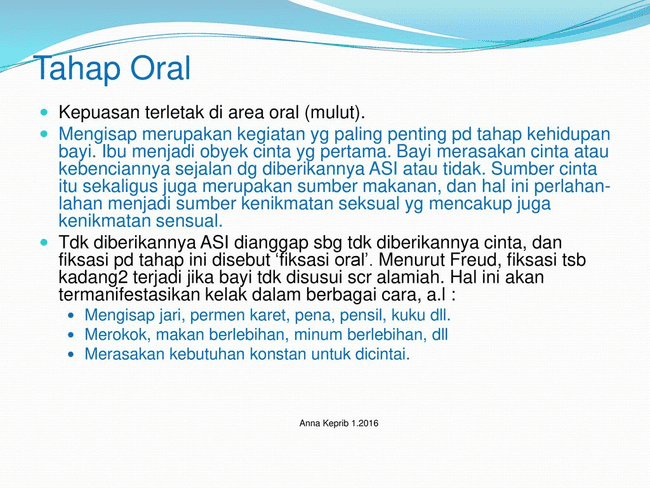 Tahap Oral
Kepuasan terletak di area oral (mulut).
Mengisap merupakan kegiatan yg paling penting pd tahap kehidupan
bayi. Ibu menjadi obyek cinta yg pertama. Bayi merasakan cinta atau
kebenciannya sejalan dg diberikannya ASI atau tidak. Sumber cinta
itu sekaligus juga merupakan sumber makanan, dan hal ini perlahan-
lahan menjadi sumber kenikmatan seksual yg mencakup juga
kenikmatan sensual.
Tdk diberikannya ASI dianggap sbg tdk diberikannya cinta, dan
fiksasi pd tahap ini disebut ‘fiksasi oral’. Menurut Freud, fiksasi tsb
kadang2 terjadi jika bayi tdk disusui scr alamiah. Hal ini akan
termanifestasikan kelak dalam berbagai cara, a.l :
Mengisap jari, permen karet, pena, pensil, kuku dll.
Merokok, makan berlebihan, minum berlebihan, dll
Merasakan kebutuhan konstan untuk dicintai.
Anna Keprib 1.2016